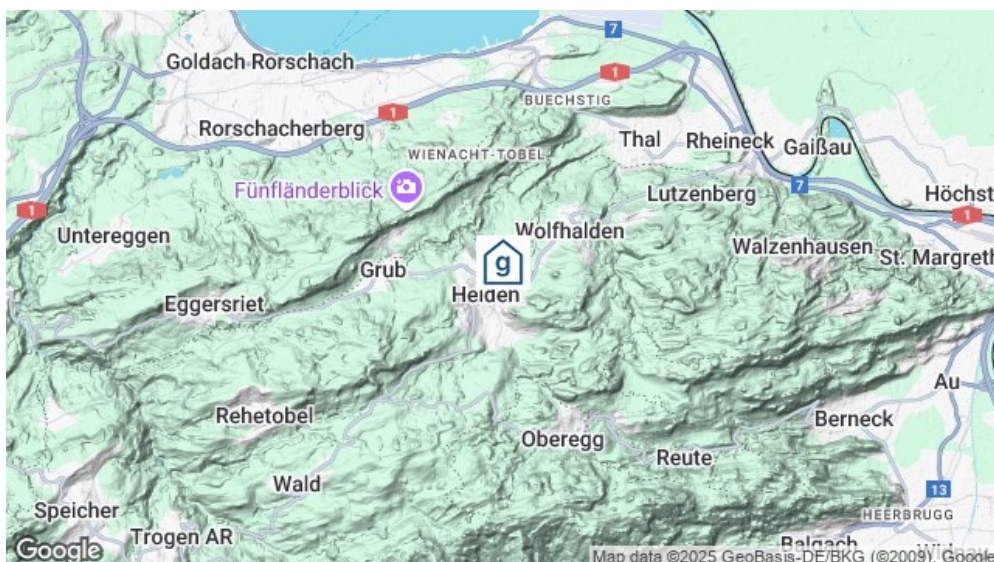 7
Goldach Rorschach
1
BUECHSTIG
1
Rorschacherberg
Thal
Rheineck
Gaißau
WIENACHT-TOBEL
Fünfländerblick
7
Lutzenberg
Höchst
1
1
Untereggen
Wolfhalden
Walzenhausen
St. Margreth
g
Grub
Heiden
Eggersriet
Au
Rehetobel
Berneck
Oberegg
Reute
Wald
13
Speicher
HEERBRUGG
Trogen AR
Balgach
Widnau
Google
Map data ©2025 GeoBasis-DE/BKG (©2009), Google